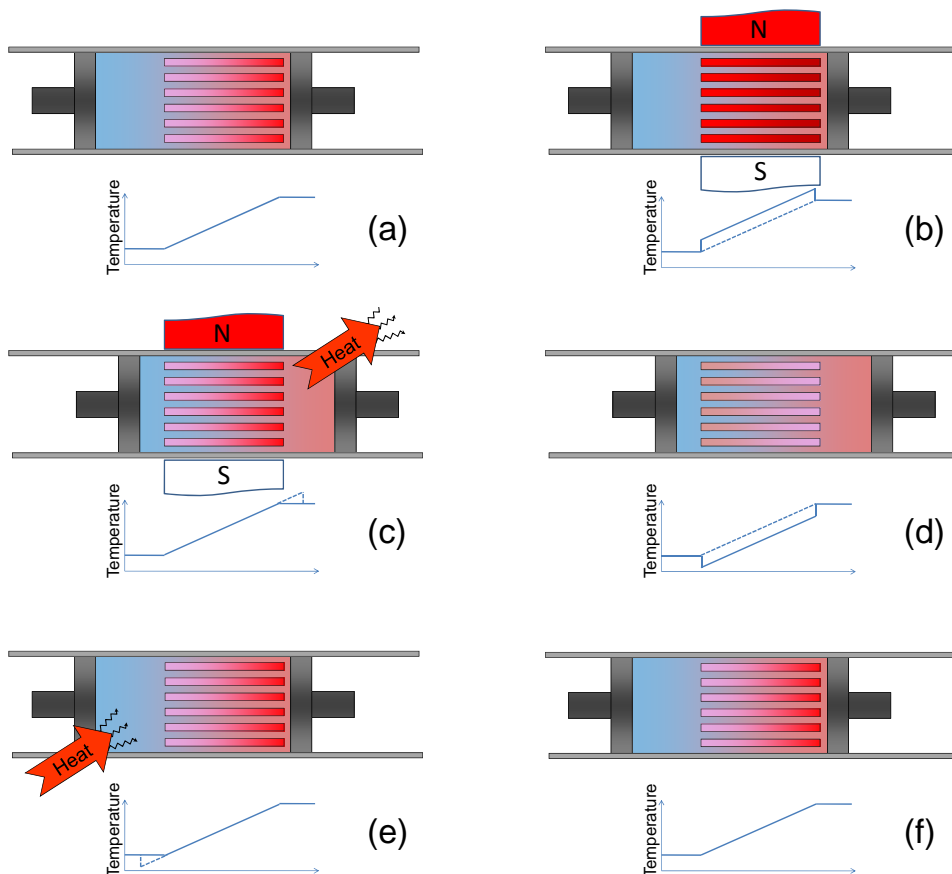 Temperature
(a)
N
S
Temperature
(b)
N
Heat
S
Temperature
(c)
Temperature
(d)
Heat
Temperature
(e)
Temperature
(f)